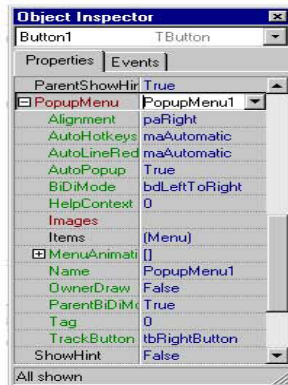 Object Inspector
Button1 TButton
Properties Events
ParentShowHin True
PopupMenu PopupMenu1
Alignment paRight
AutoHotkeys maAutomatic
AutoLineRed maAutomatic
AutoPopup True
BiDiMode bdLeftToRight
HelpContext 0
Images
Items (Menu)
MenuAnimati []
Name PopupMenu1
OwnerDraw False
ParentBiDiMo True
Tag 0
TrackButton tbRightButton
ShowHint False
All shown